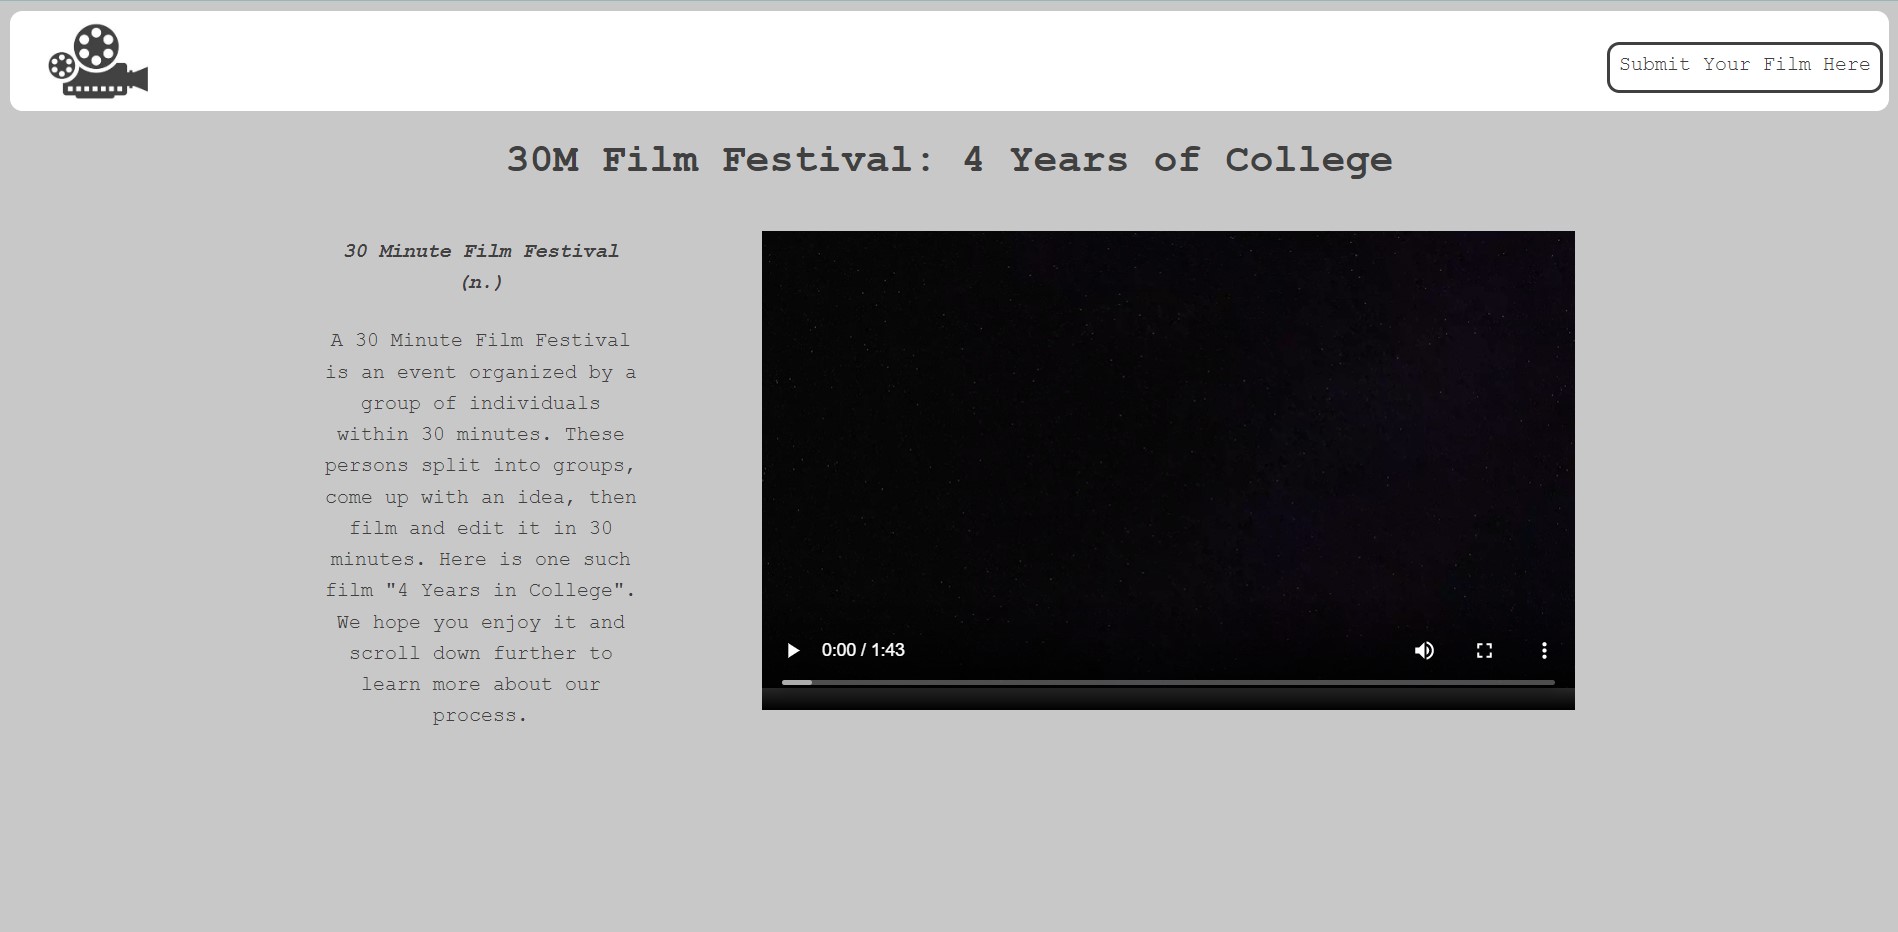 Submit Your Film Here
30M Film Festival: 4 Years of College
30 Minute Film Festival
(n.)
A 30 Minute Film Festival
is an event organized by a
group of individuals
within 30 minutes. These
persons split into groups,
come up with an idea, then
film and edit it in 30
minutes. Here is one such
film "4 Years in College".
We hope you enjoy it and
scroll down further to
learn more about our
process.
0:00 / 1:43